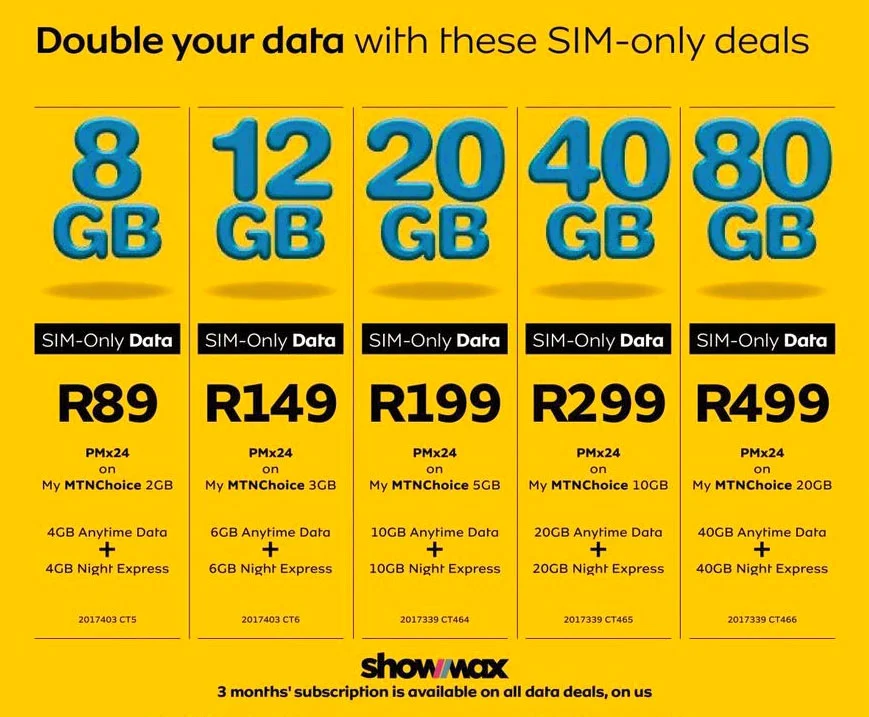 Double your data with these SIM-only deals
8
GB
SIM-Only Data
R89
PMx24
on
My MTNChoice 2GB
4GB Anytime Data
+
4GB Night Express
2017403 CT5
12
GB
SIM-Only Data
R149
PMx24
on
My MTNChoice 3GB
6GB Anytime Data
+
6GB Night Express
2017403 CT6
20
GB
SIM-Only Data
R199
PMx24
on
My MTNChoice 5GB
10GB Anytime Data
+
10GB Night Express
2017339 CT464
40
GB
SIM-Only Data
R299
PMx24
on
My MTNChoice 10GB
20GB Anytime Data
+
20GB Night Express
2017339 CT465
80
GB
SIM-Only Data
R499
PMx24
on
My MTNChoice 20GB
40GB Anytime Data
+
40GB Night Express
2017339 CT466
showmax
3 months' subscription is available on all data deals, on us